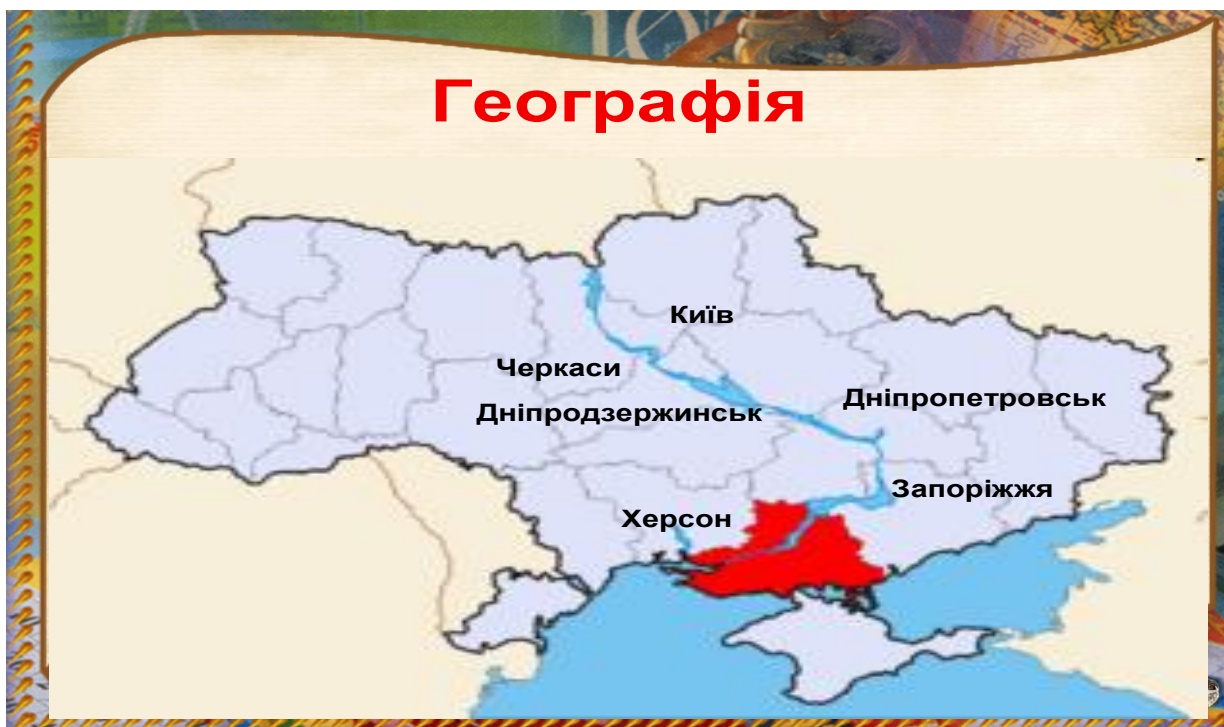 Географія
Київ
Черкаси
Дніпропетровськ
Дніпродзержинськ
Запоріжжя
Херсон